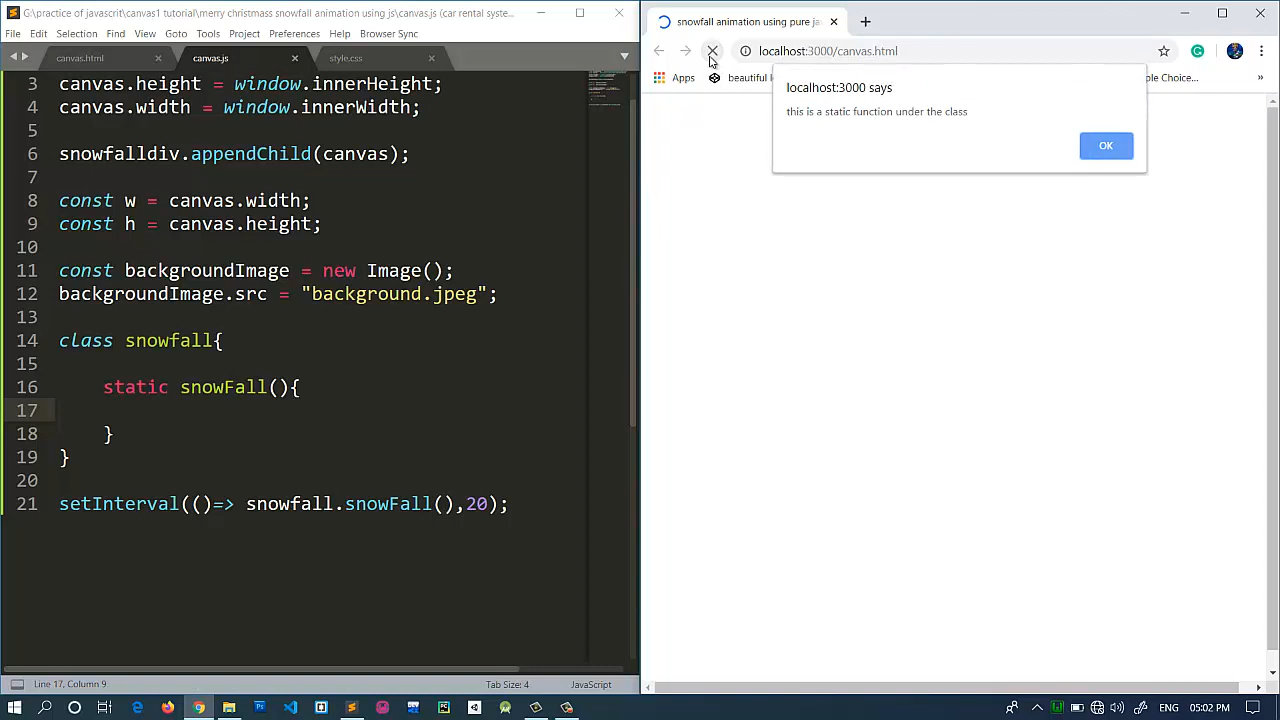 G:\practice of javascrit\canvas1 tutorial\merry christmass snowfall animation using js\canvas.js (car rental syste...
File Edit Selection Find View Goto Tools Project Preferences Help Browser Sync
canvas.html canvas.js style.css
3 canvas.height = window.innerHeight;
4 canvas.width = window.innerWidth;
5
6 snowfalldiv.appendChild(canvas);
7
8 const w = canvas.width;
9 const h = canvas.height;
10
11 const backgroundImage = new Image();
12 backgroundImage.src = "background.jpeg";
13
14 class snowfall{
15
16 static snowFall(){
17
18 }
19 }
20
21 setInterval(()=> snowfall.snowFall(),20);
Line 17, Column 9 Tab Size: 4 JavaScript
snowfall animation using pure ja
localhost:3000/canvas.html
Apps beautiful ple Choice...
localhost:3000 says
this is a static function under the class
OK
ENG 05:02 PM